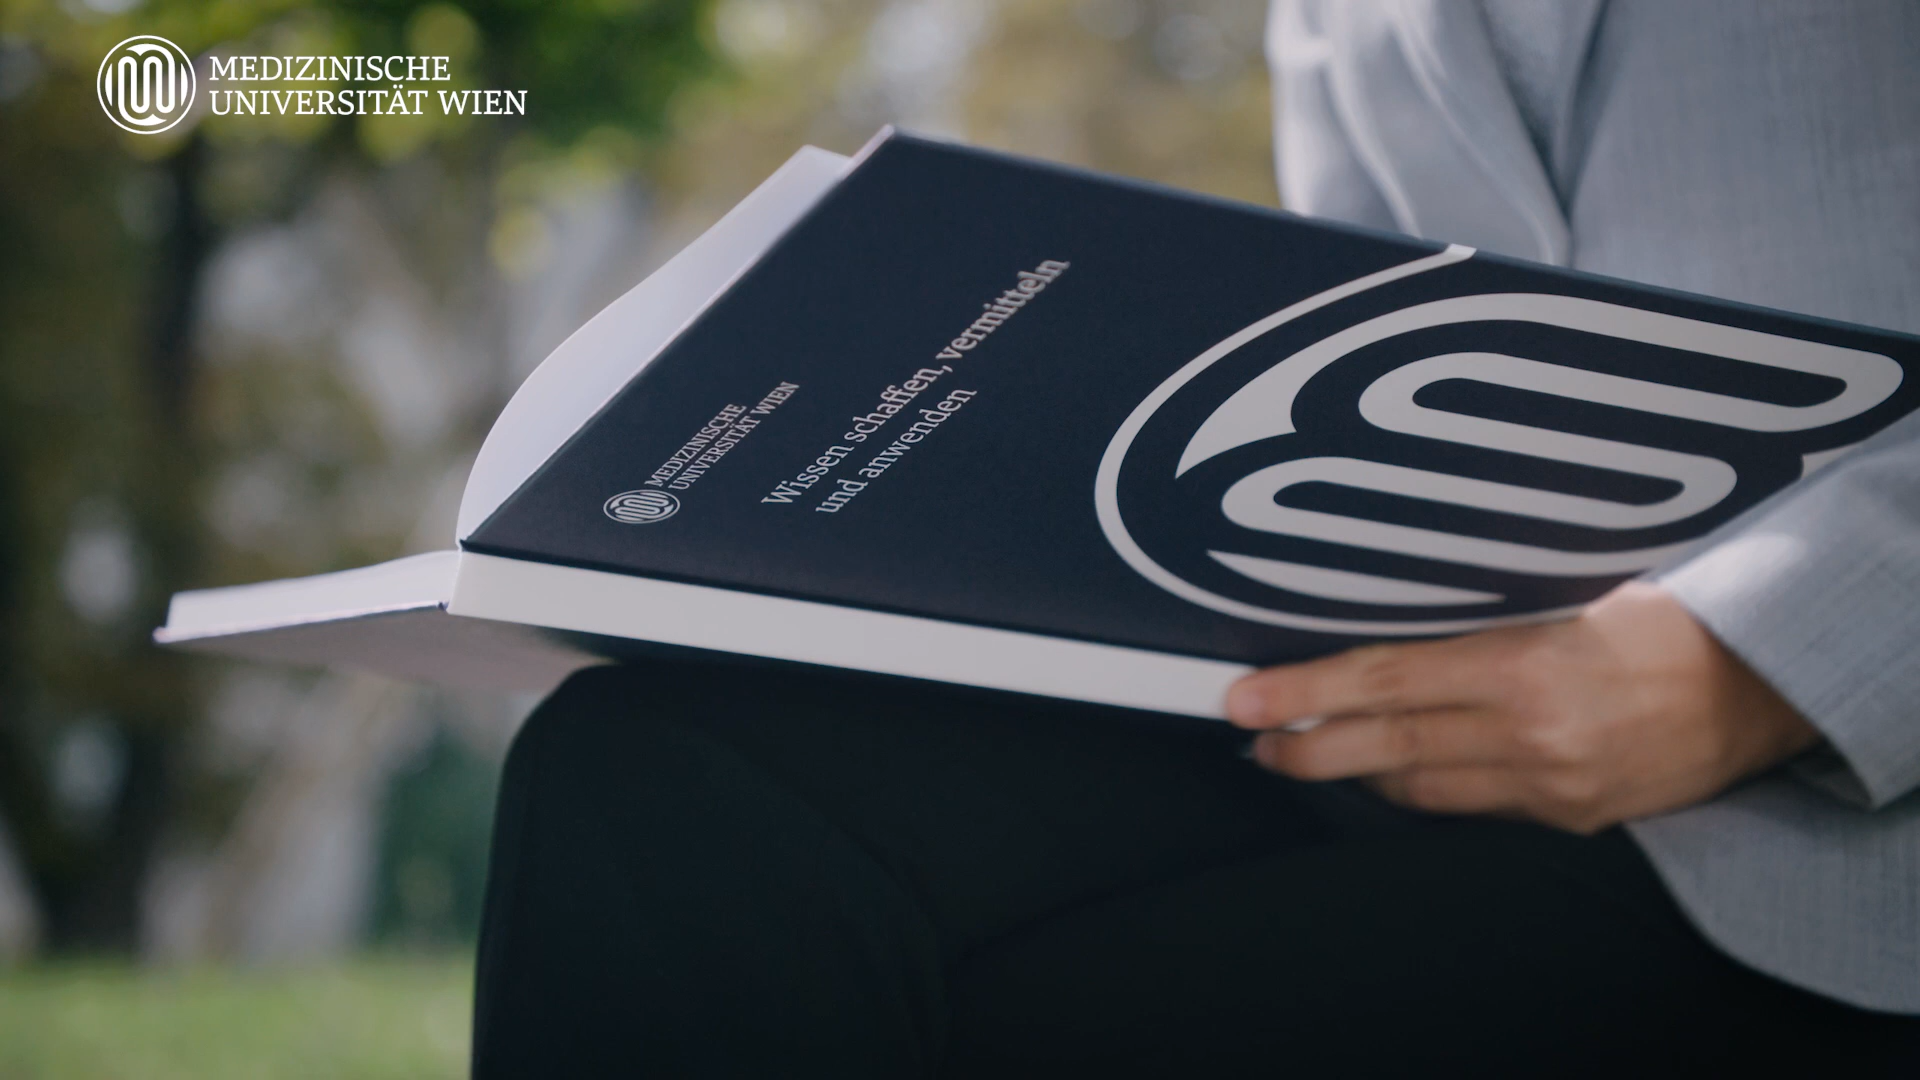 MEDIZINISCHE
UNIVERSITÄT WIEN
MEDIZINISCHE
UNIVERSITÄT WIEN
Wissen schaffen, vermitteln
und anwenden